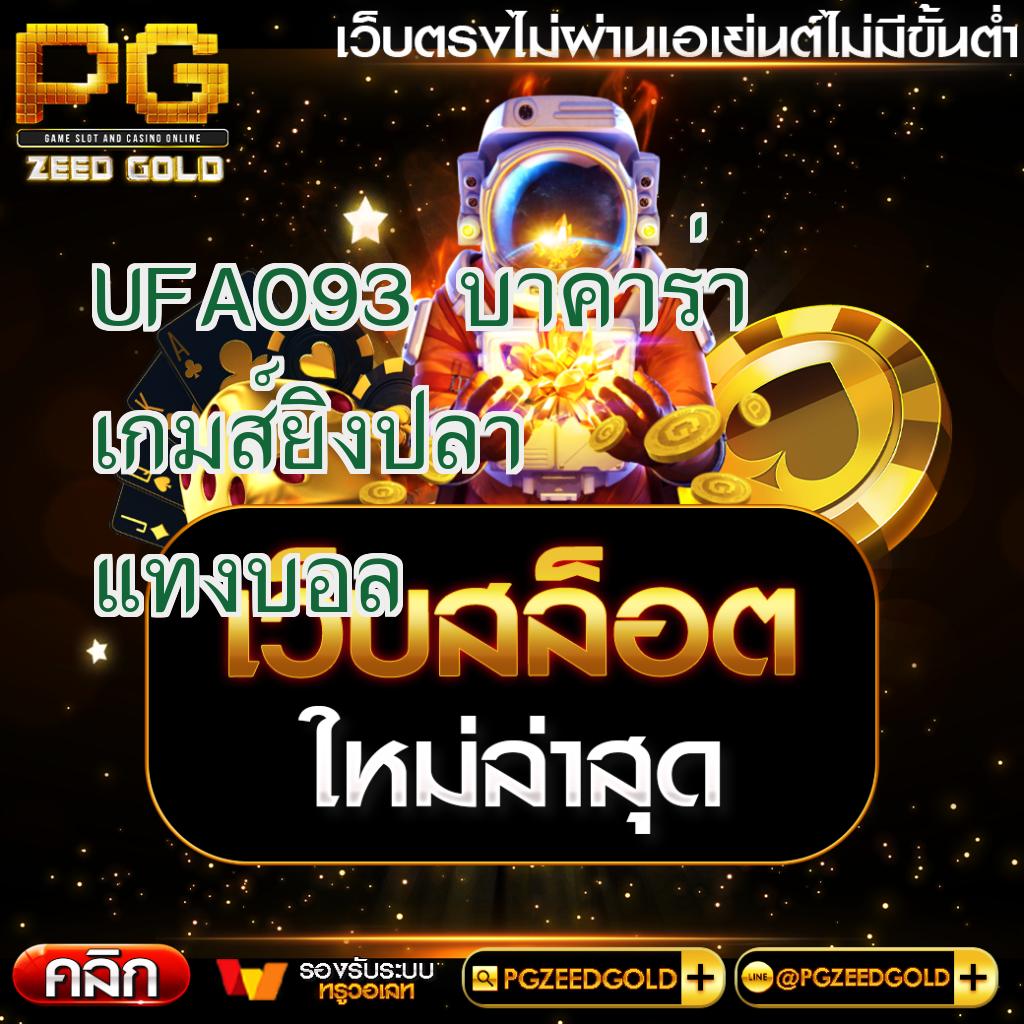 เว็บตรงไม่ผ่านเอเย่นต์ไม่มีขั้นต่ำ
PG
GAME SLOT AND CASINO ONLINE
ZEED GOLD
UFA093 บาคาร่า
เกมส์ยิงปลา
แทงบอล
เว็บสล็อต
ใหม่ล่าสุด
คลิก
รองรับระบบ
ทรูวอเลท
PGZEEDGOLD
LINE @PGZEEDGOLD